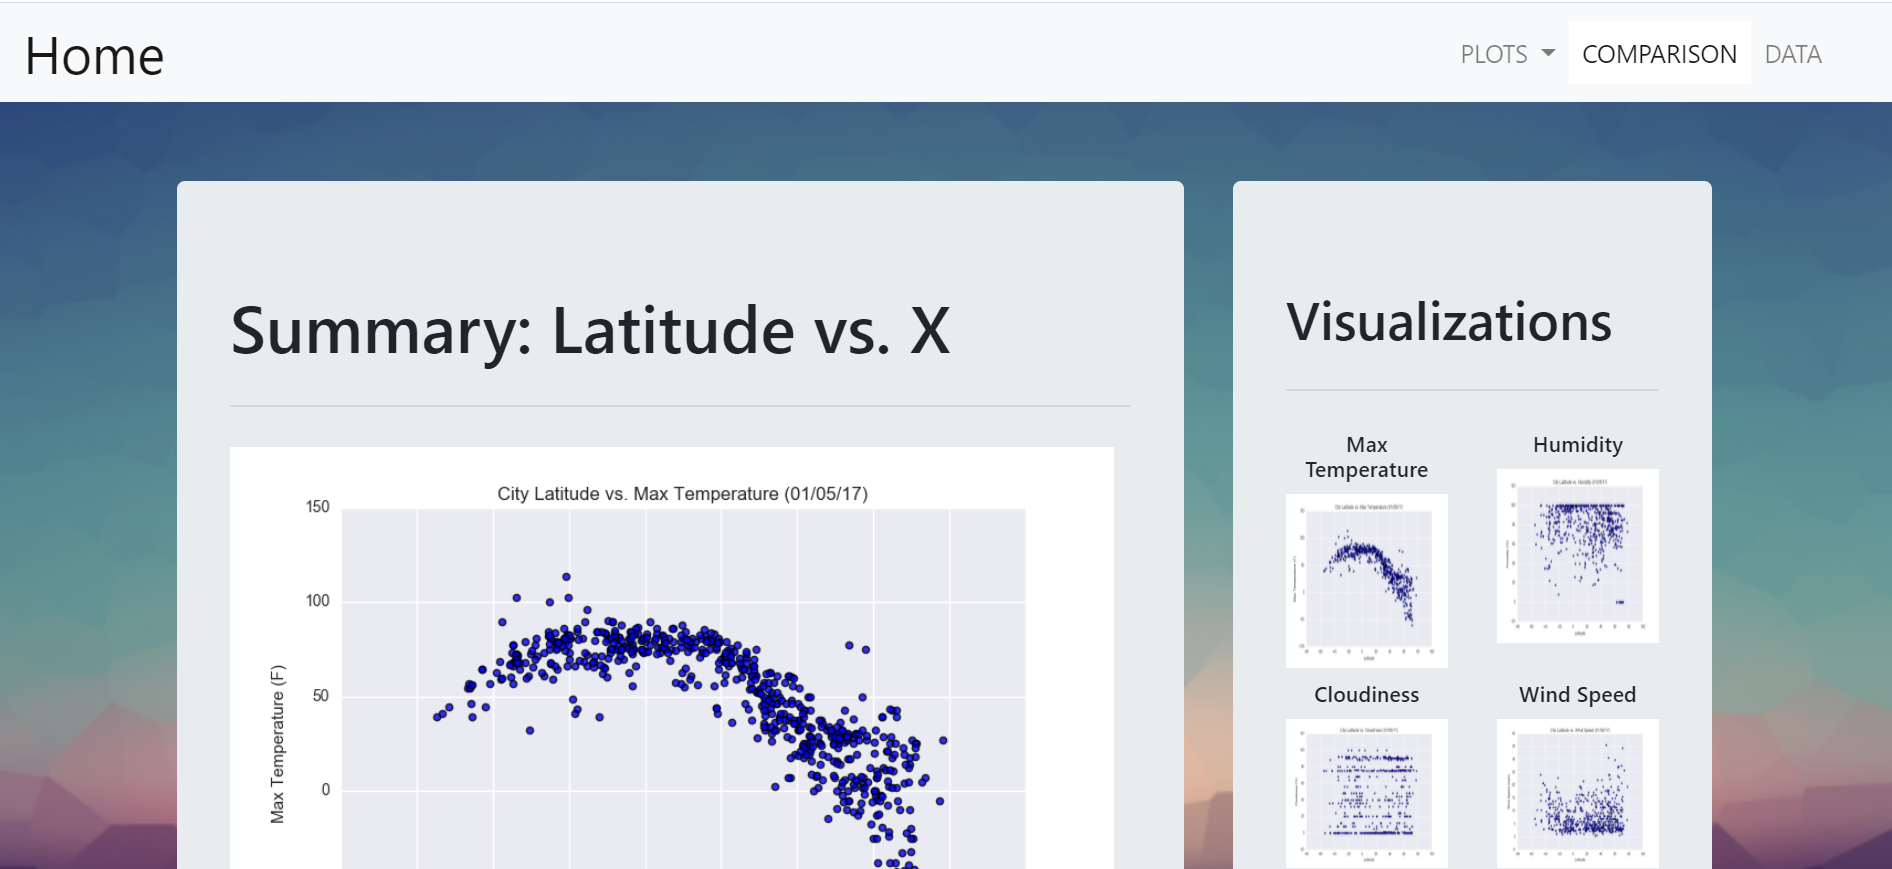 Home
PLOTS
COMPARISON
DATA
Summary: Latitude vs. X
City Latitude vs. Max Temperature (01/05/17)
150
100
50
0
Max Temperature (F)
Visualizations
Max
Temperature
Humidity
Cloudiness
Wind Speed